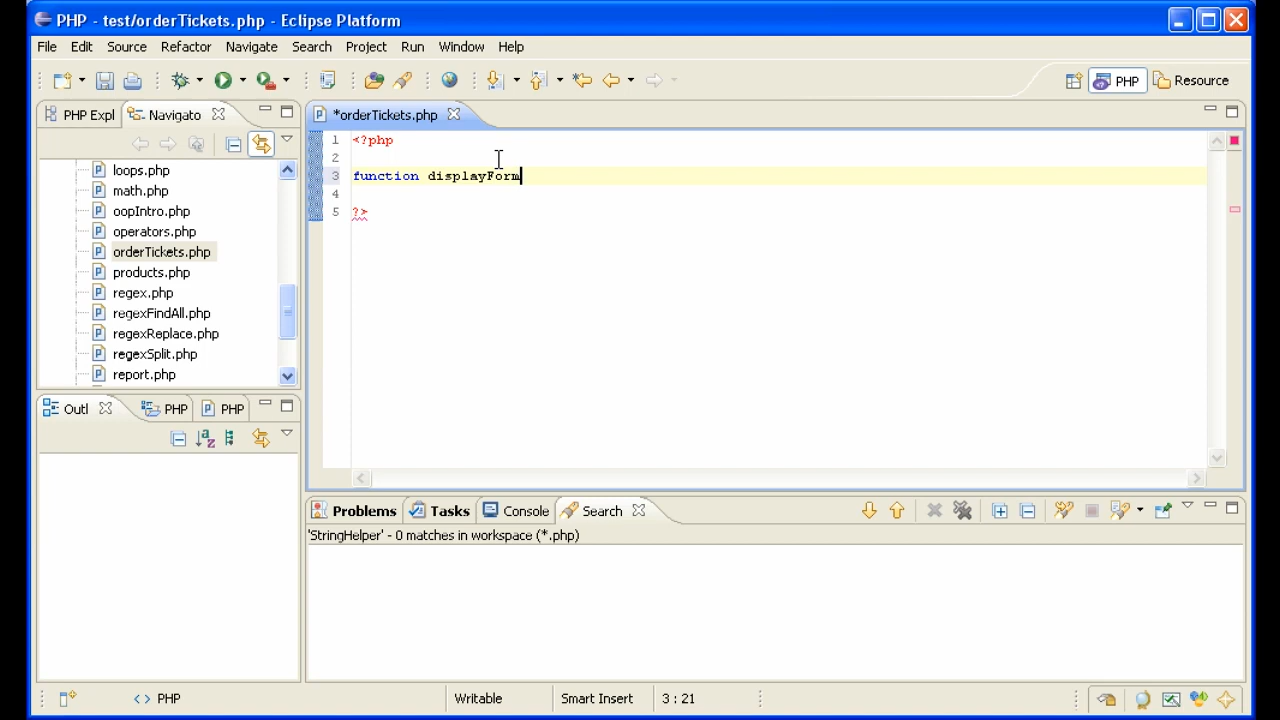 PHP - test/orderTickets.php - Eclipse Platform
File Edit Source Refactor Navigate Search Project Run Window Help
PHP Resource
PHP Expl Navigato
*orderTickets.php
loops.php
math.php
oopIntro.php
operators.php
orderTickets.php
products.php
regex.php
regexFindAll.php
regexReplace.php
regexSplit.php
report.php
1 <?php
2
3 function displayForm
4
5 ?>
Outl PHP PHP
Problems Tasks Console Search
'StringHelper' - 0 matches in workspace (*.php)
<> PHP Writable Smart Insert 3 : 21